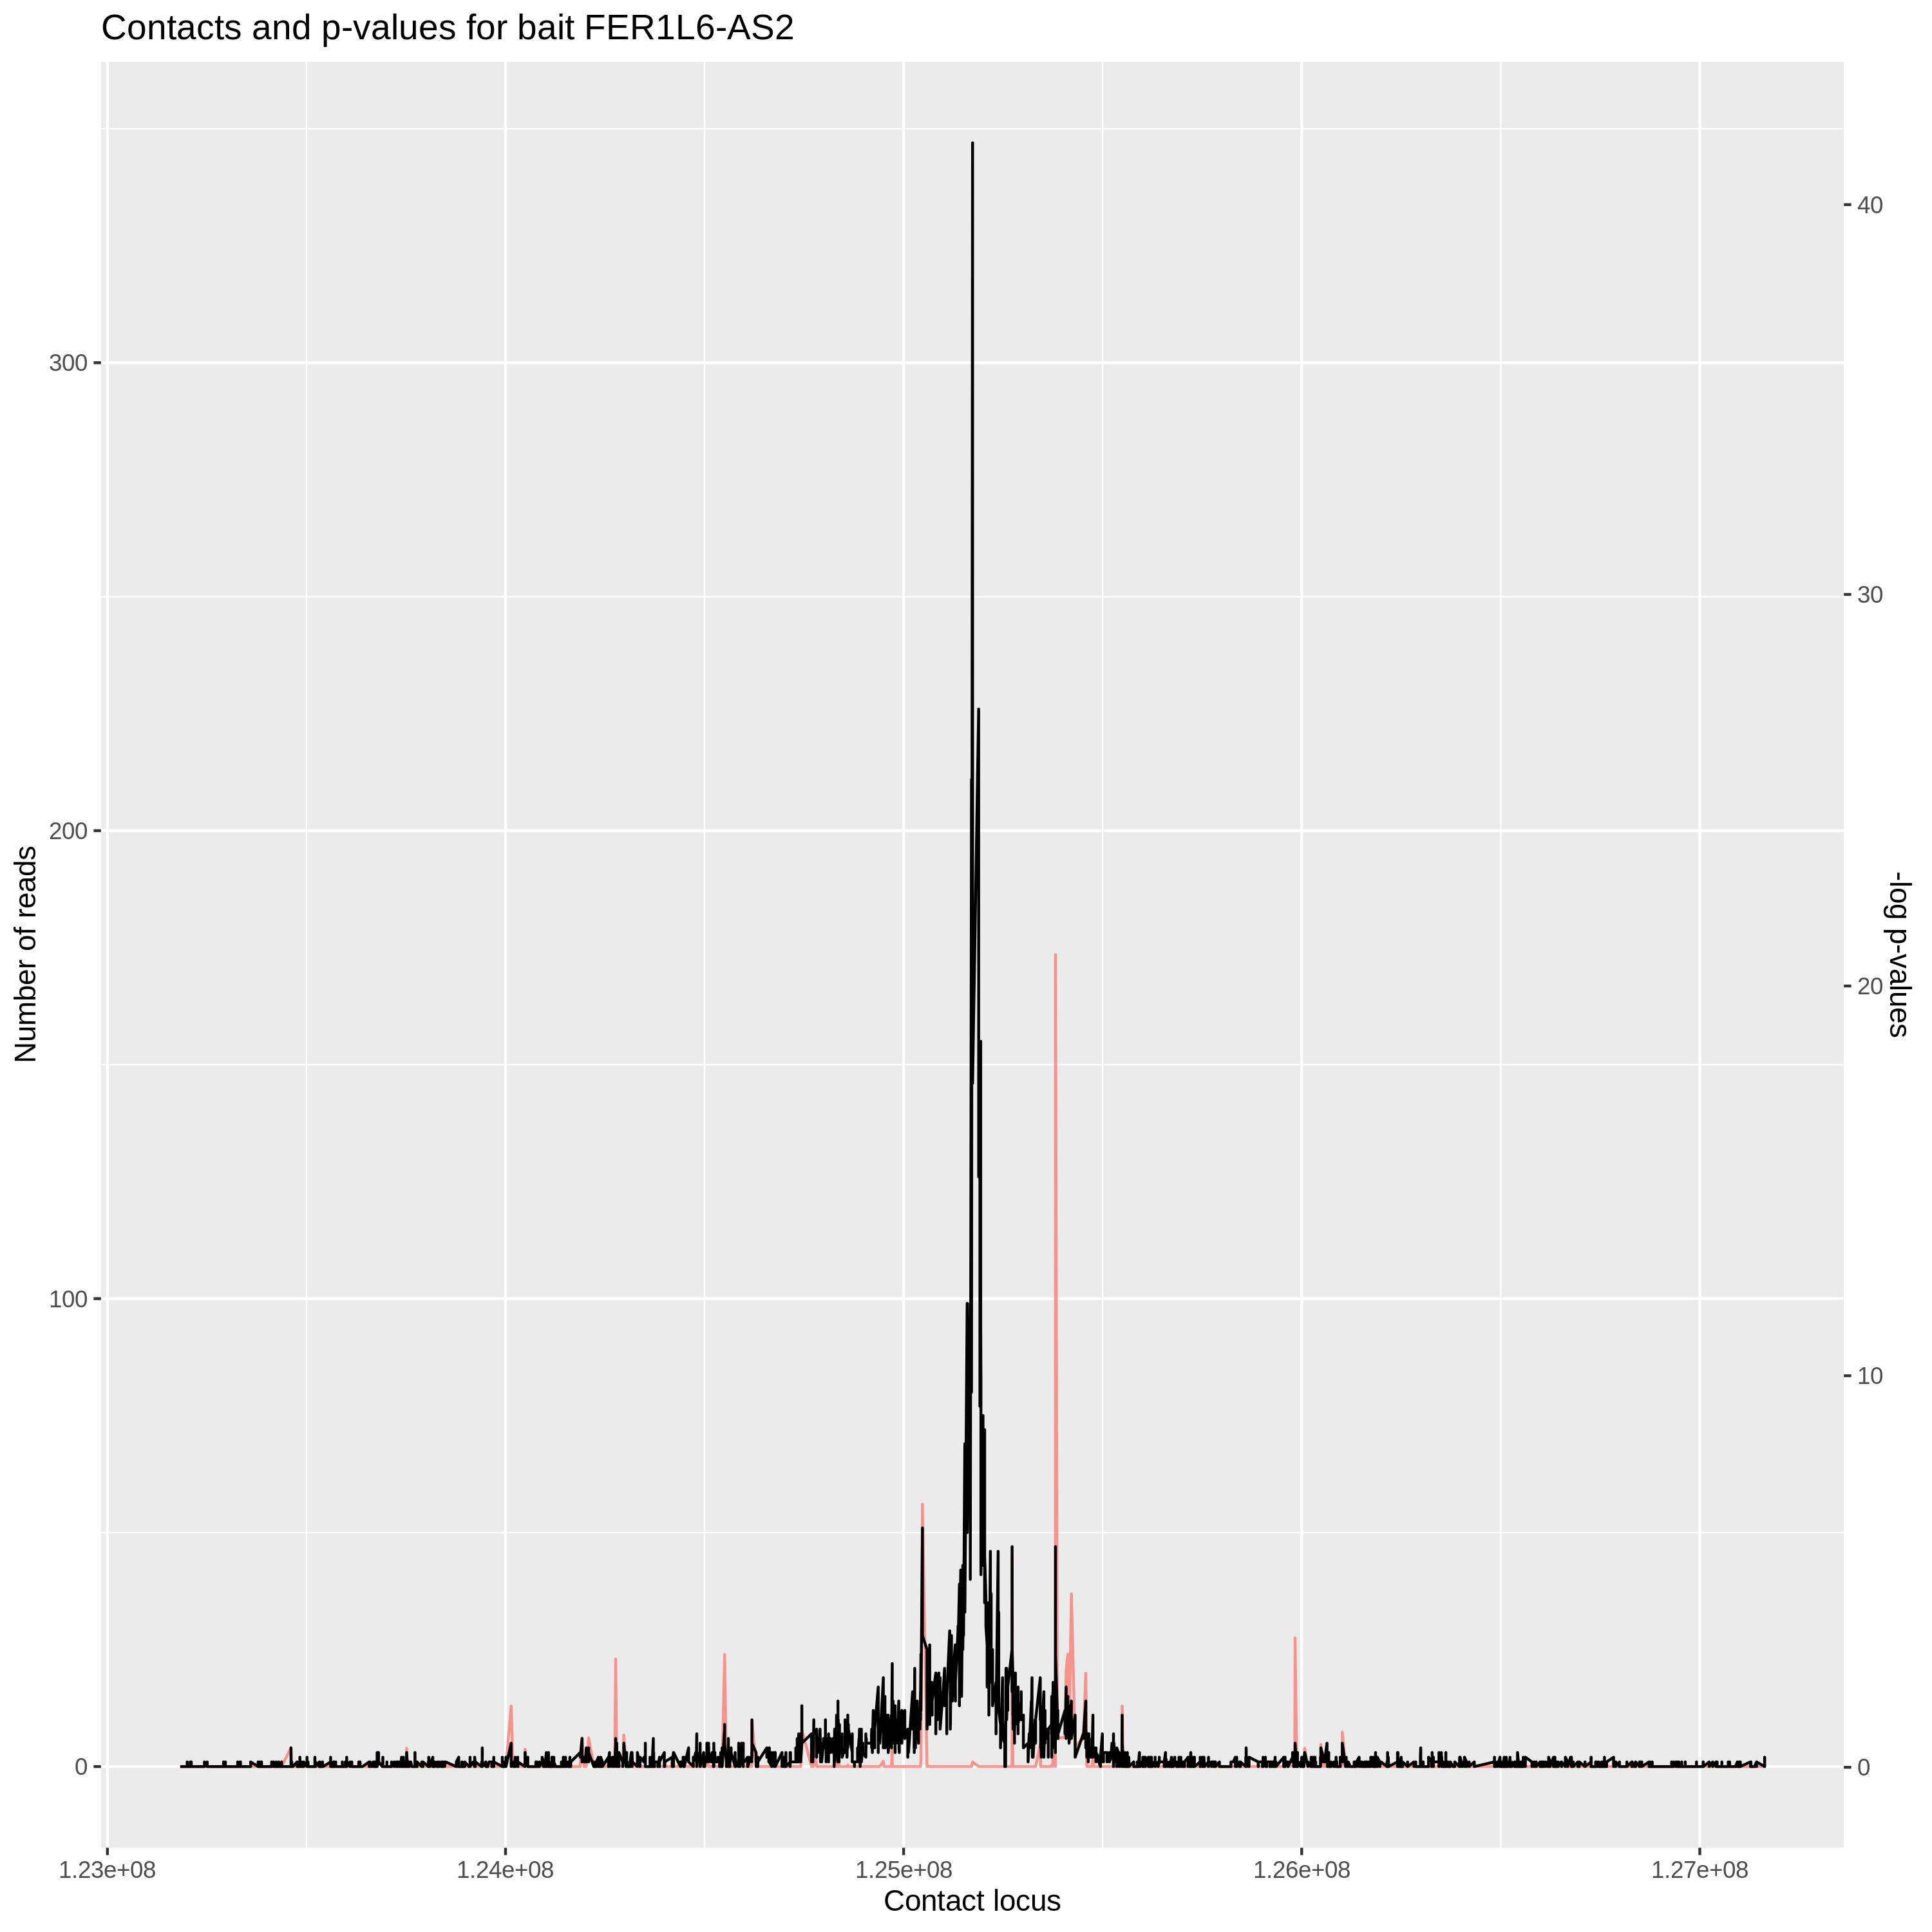 Contacts and p-values for bait FER1L6-AS2
300
200
100
0
Number of reads
40
30
20
10
0
-log p-values
1.23e+08 1.24e+08 1.25e+08 1.26e+08 1.27e+08
Contact locus